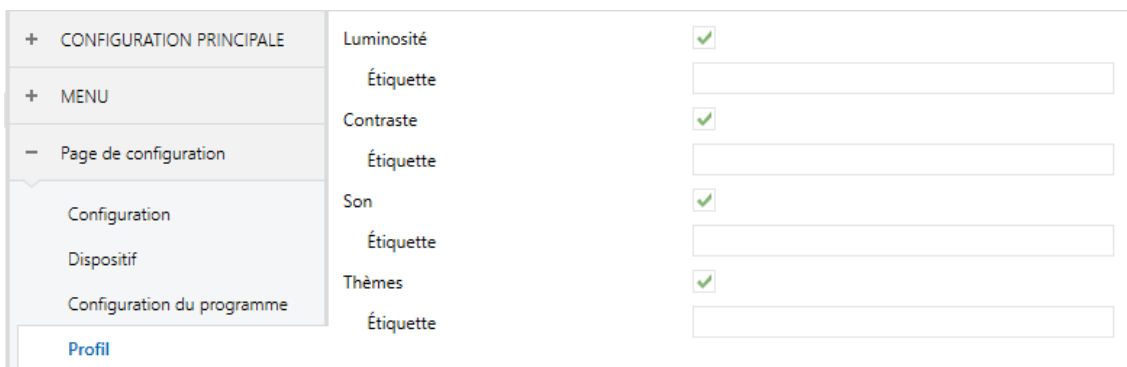 CONFIGURATION PRINCIPALE
MENU
Page de configuration
Configuration
Dispositif
Configuration du programme
Profil
Luminosité
Étiquette
Contraste
Étiquette
Son
Étiquette
Thèmes
Étiquette